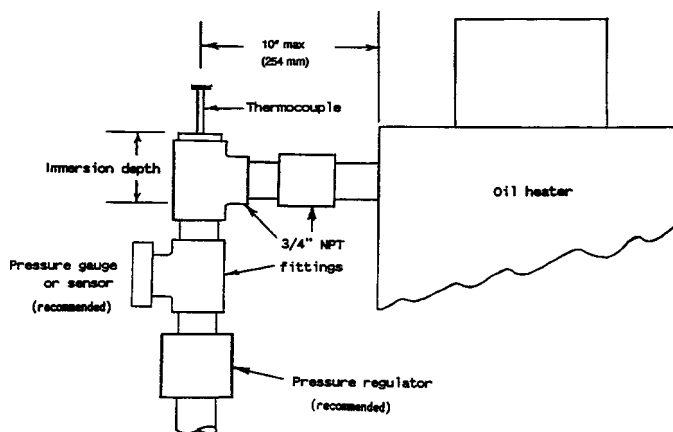 10" max
(254 mm)
Thermocouple
Immersion depth
Oil heater
3/4" NPT
fittings
Pressure gauge
or sensor
(recommended)
Pressure regulator
(recommended)